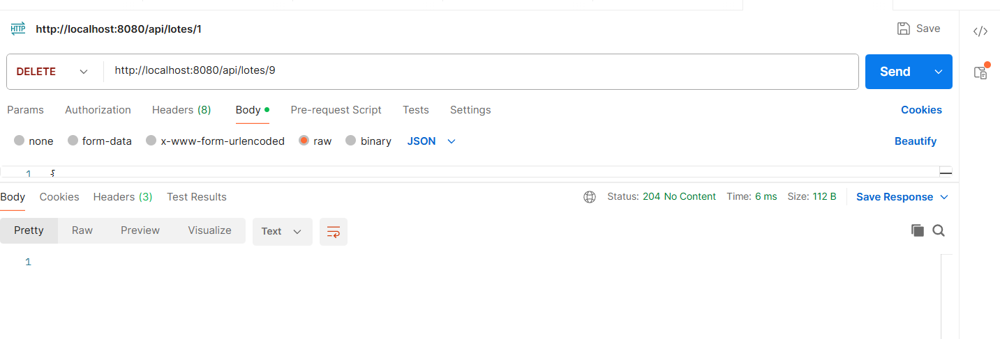 HTTP http://localhost:8080/api/lotes/1 Save
DELETE http://localhost:8080/api/lotes/9 Send
Params Authorization Headers (8) Body Pre-request Script Tests Settings Cookies
none form-data x-www-form-urlencoded raw binary JSON Beautify
1 {
Body Cookies Headers (3) Test Results Status: 204 No Content Time: 6 ms Size: 112 B Save Response
Pretty Raw Preview Visualize Text
1